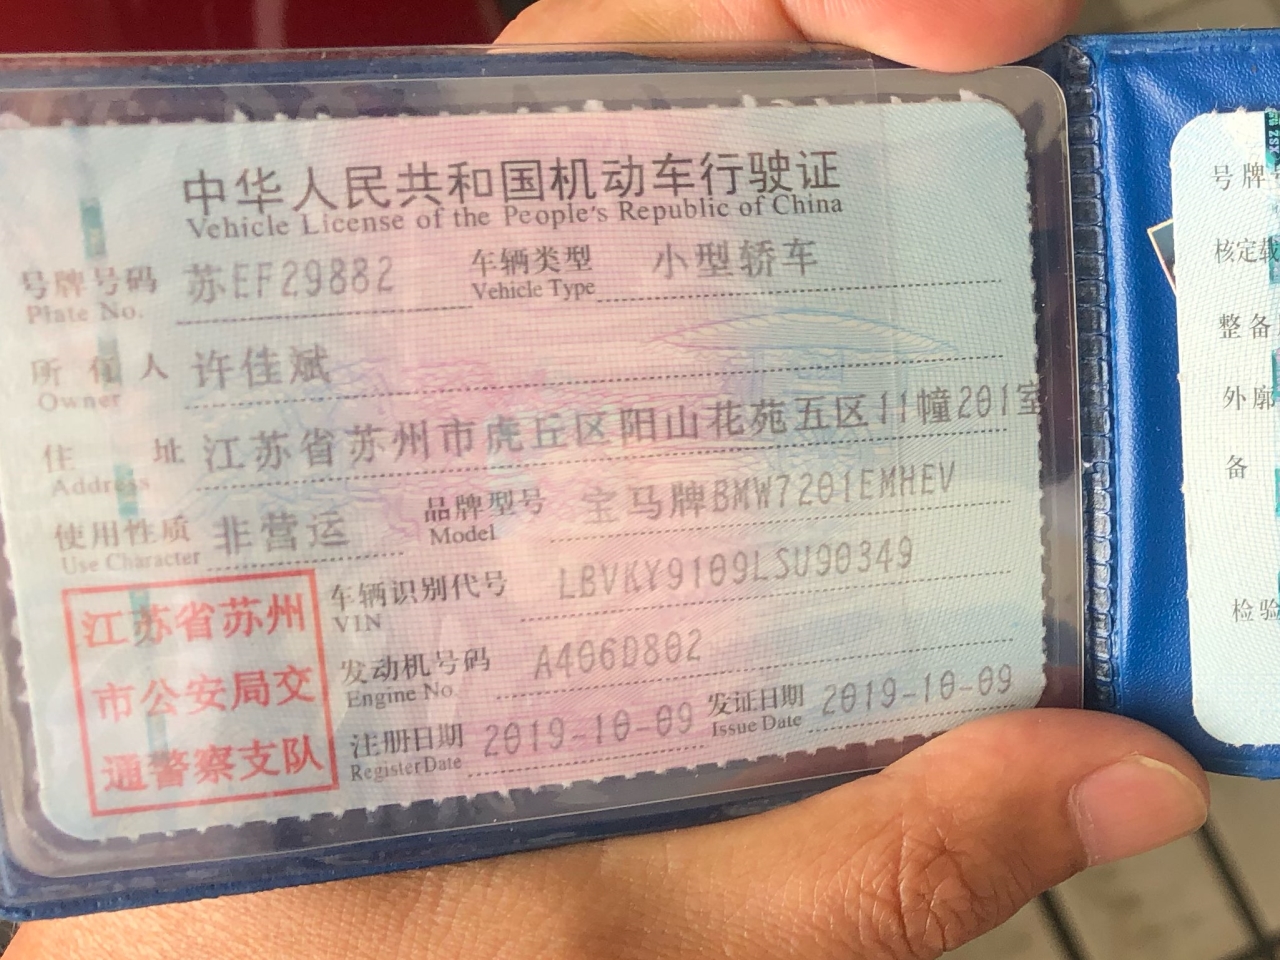 中华人民共和国机动车行驶证
Vehicle License of the People's Republic of China
号牌号码 苏EF29882 车辆类型 小型轿车
Plate No. Vehicle Type
所有人 许佳斌
Owner
住址 江苏省苏州市虎丘区阳山花苑五区11幢201室
Address
使用性质 非营运 品牌型号 宝马牌BMW7201EMHEV
Use Character Model
江苏省苏州
市公安局交
通警察支队
车辆识别代号 LBVKY9109LSU90349
VIN
发动机号码 A406D802
Engine No.
注册日期 2019-10-09 发证日期 2019-10-09
Register Date Issue Date
号牌号
核定载
整备
外廓
备
检验